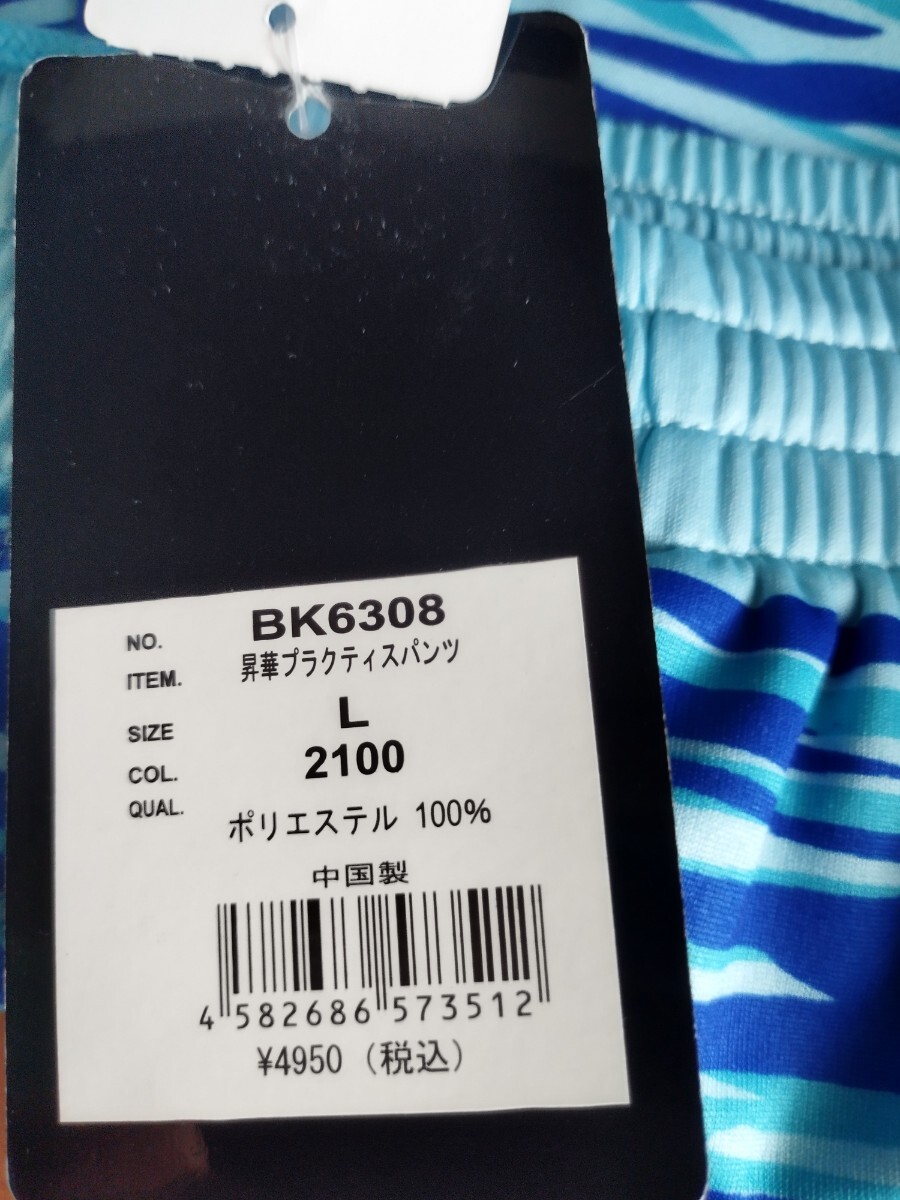 NO. BK6308
ITEM. 昇華プラクティスパンツ
SIZE L
COL. 2100
QUAL. ポリエステル 100%
中国製
4 582686 573512
¥4950 (税込)